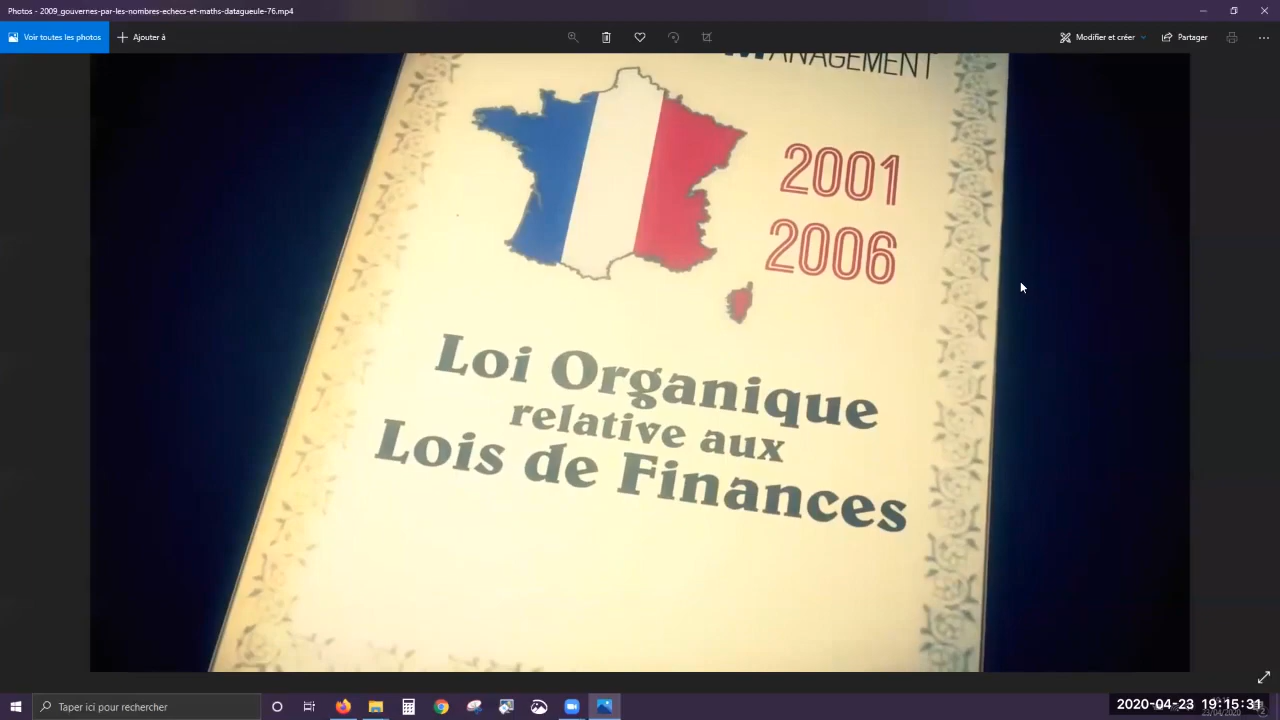 Photos - 2009_gouvernes-par-les-nombres-echecs-et-maths-datagueule-76.mp4
Voir toutes les photos
Ajouter à
Modifier et créer
Partager
MANAGEMENT
2001
2006
Loi Organique
relative aux
Lois de Finances
Taper ici pour rechercher
2020-04-23 19:15:31